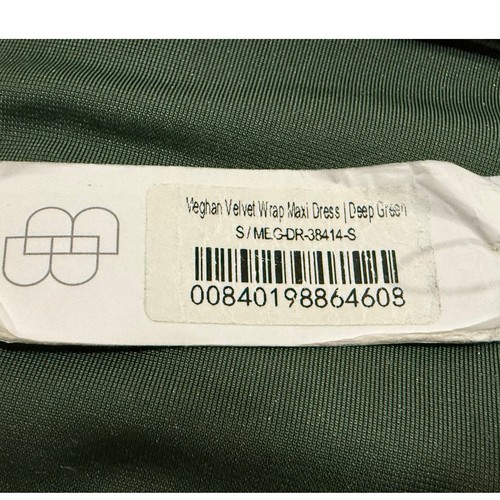 Meghan Velvet Wrap Maxi Dress | Deep Green
S / MEG-DR-38414-S
00840198864608